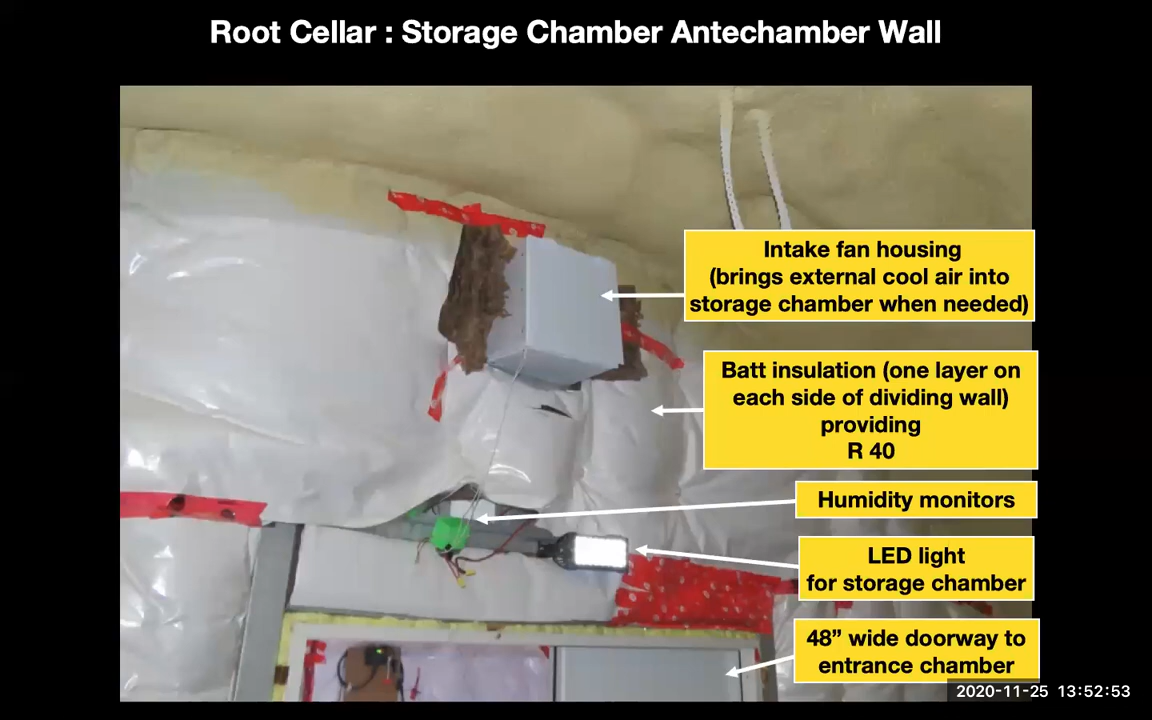 Root Cellar : Storage Chamber Antechamber Wall
Intake fan housing
(brings external cool air into
storage chamber when needed)
Batt insulation (one layer on
each side of dividing wall)
providing
R 40
Humidity monitors
LED light
for storage chamber
48” wide doorway to
entrance chamber
2020-11-25 13:52:53